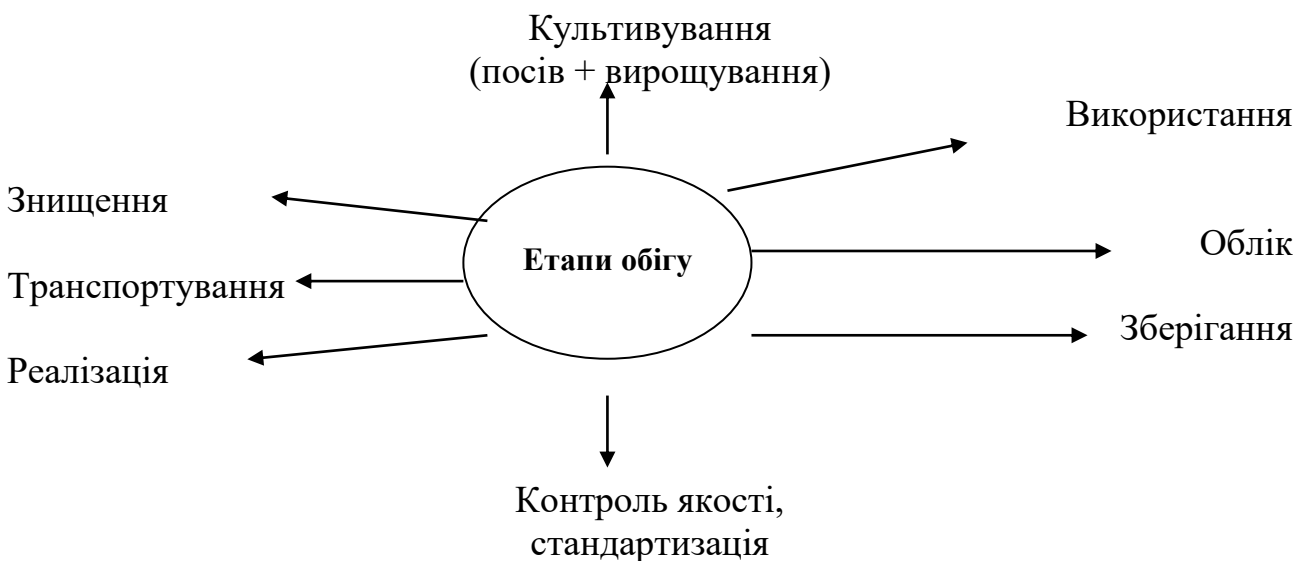 Культивування
(посів + вирощування)
Використання
Знищення
Етапи обігу
Облік
Транспортування
Зберігання
Реалізація
Контроль якості,
стандартизація